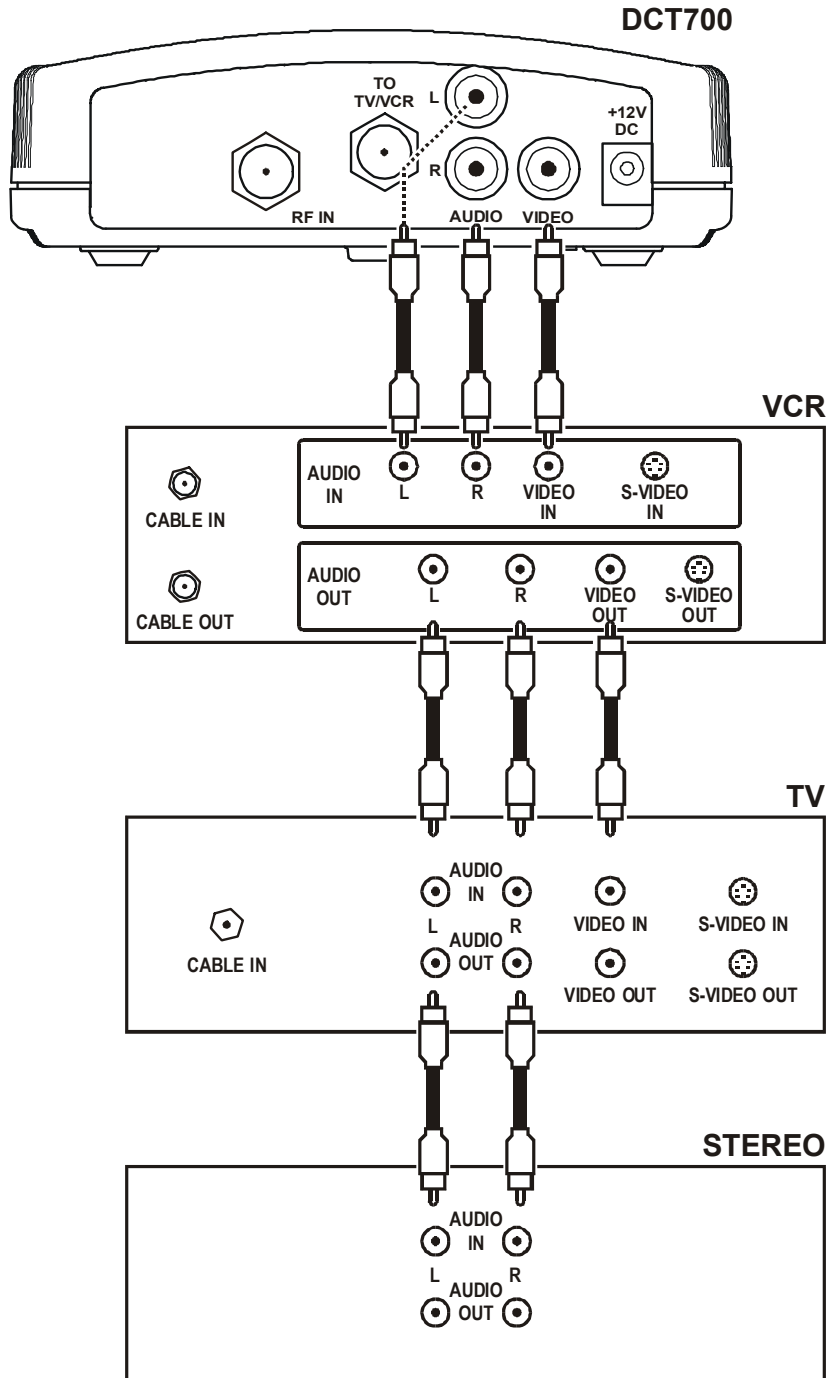 DCT700
TO
TV/VCR
L
+12V
DC
R
RF IN
AUDIO
VIDEO
VCR
AUDIO
IN
L
R
VIDEO
IN
S-VIDEO
IN
CABLE IN
AUDIO
OUT
L
R
VIDEO
OUT
S-VIDEO
OUT
CABLE OUT
TV
AUDIO
IN
L
R
VIDEO IN
S-VIDEO IN
CABLE IN
AUDIO
OUT
VIDEO OUT
S-VIDEO OUT
STEREO
AUDIO
IN
L
R
AUDIO
OUT